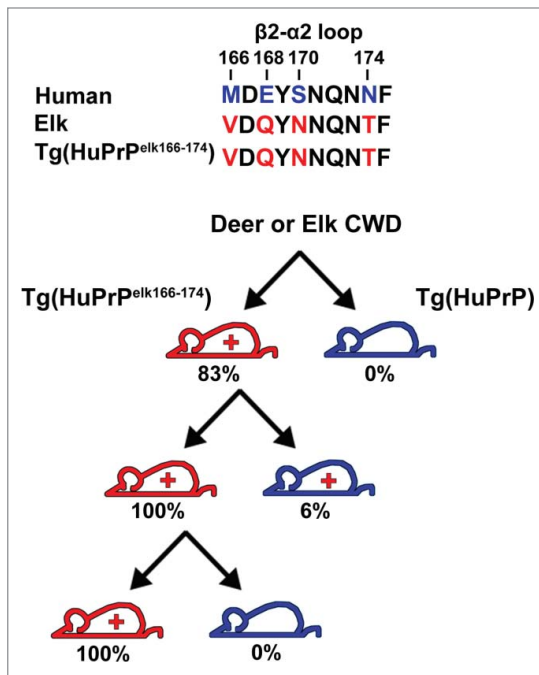 β2-α2 loop
166 168 170 174
Human MDEYSNQNNF
Elk VDQYNNQNTF
Tg(HuPrPelk166-174) VDQYNNQNTF
Deer or Elk CWD
Tg(HuPrPelk166-174) Tg(HuPrP)
83% 0%
100% 6%
100% 0%